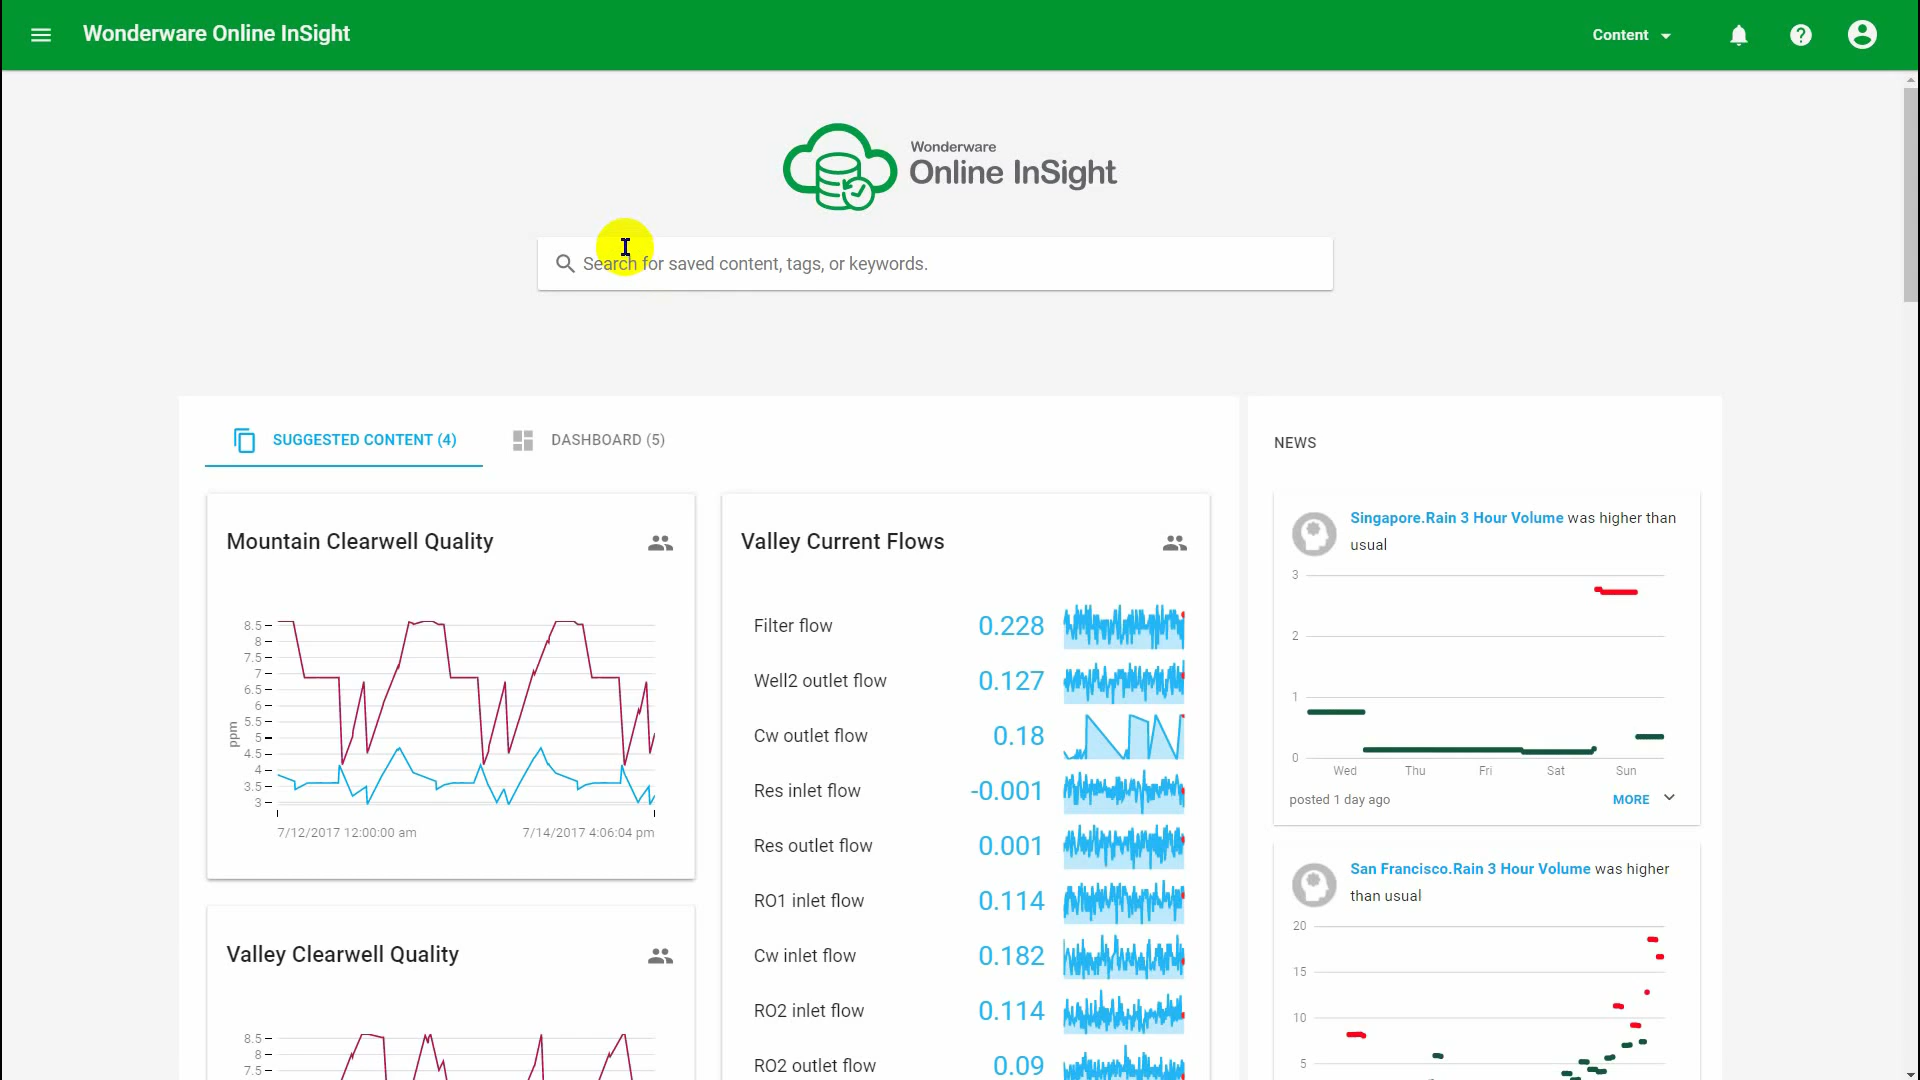 Wonderware Online InSight
Content
Wonderware
Online InSight
Search for saved content, tags, or keywords.
SUGGESTED CONTENT (4)
DASHBOARD (5)
Mountain Clearwell Quality
8.5
8
7.5
7
6.5
6
5.5
5
4.5
4
3.5
3
ppm
7/12/2017 12:00:00 am
7/14/2017 4:06:04 pm
Valley Clearwell Quality
8.5
8
7.5
Valley Current Flows
Filter flow 0.228
Well2 outlet flow 0.127
Cw outlet flow 0.18
Res inlet flow -0.001
Res outlet flow 0.001
RO1 inlet flow 0.114
Cw inlet flow 0.182
RO2 inlet flow 0.114
RO2 outlet flow 0.09
NEWS
Singapore.Rain 3 Hour Volume was higher than
usual
3
2
1
0
Wed Thu Fri Sat Sun
posted 1 day ago
MORE
San Francisco.Rain 3 Hour Volume was higher
than usual
20
15
10
5